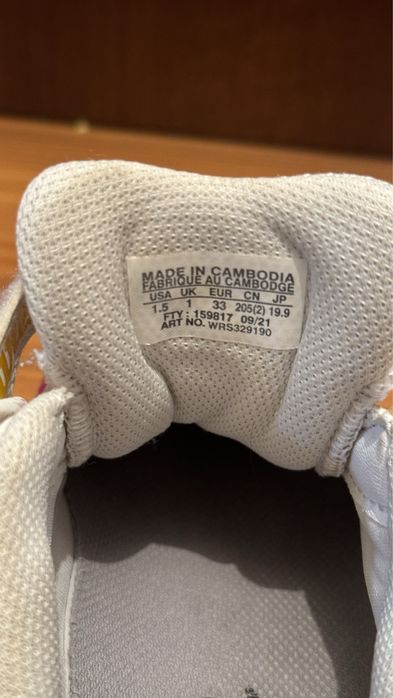 MADE IN CAMBODIA
FABRIQUE AU CAMBODGE
USA UK EUR CN JP
1.5 1 33 205(2) 19.9
FTY : 159817 09/21
ART NO. WRS329190